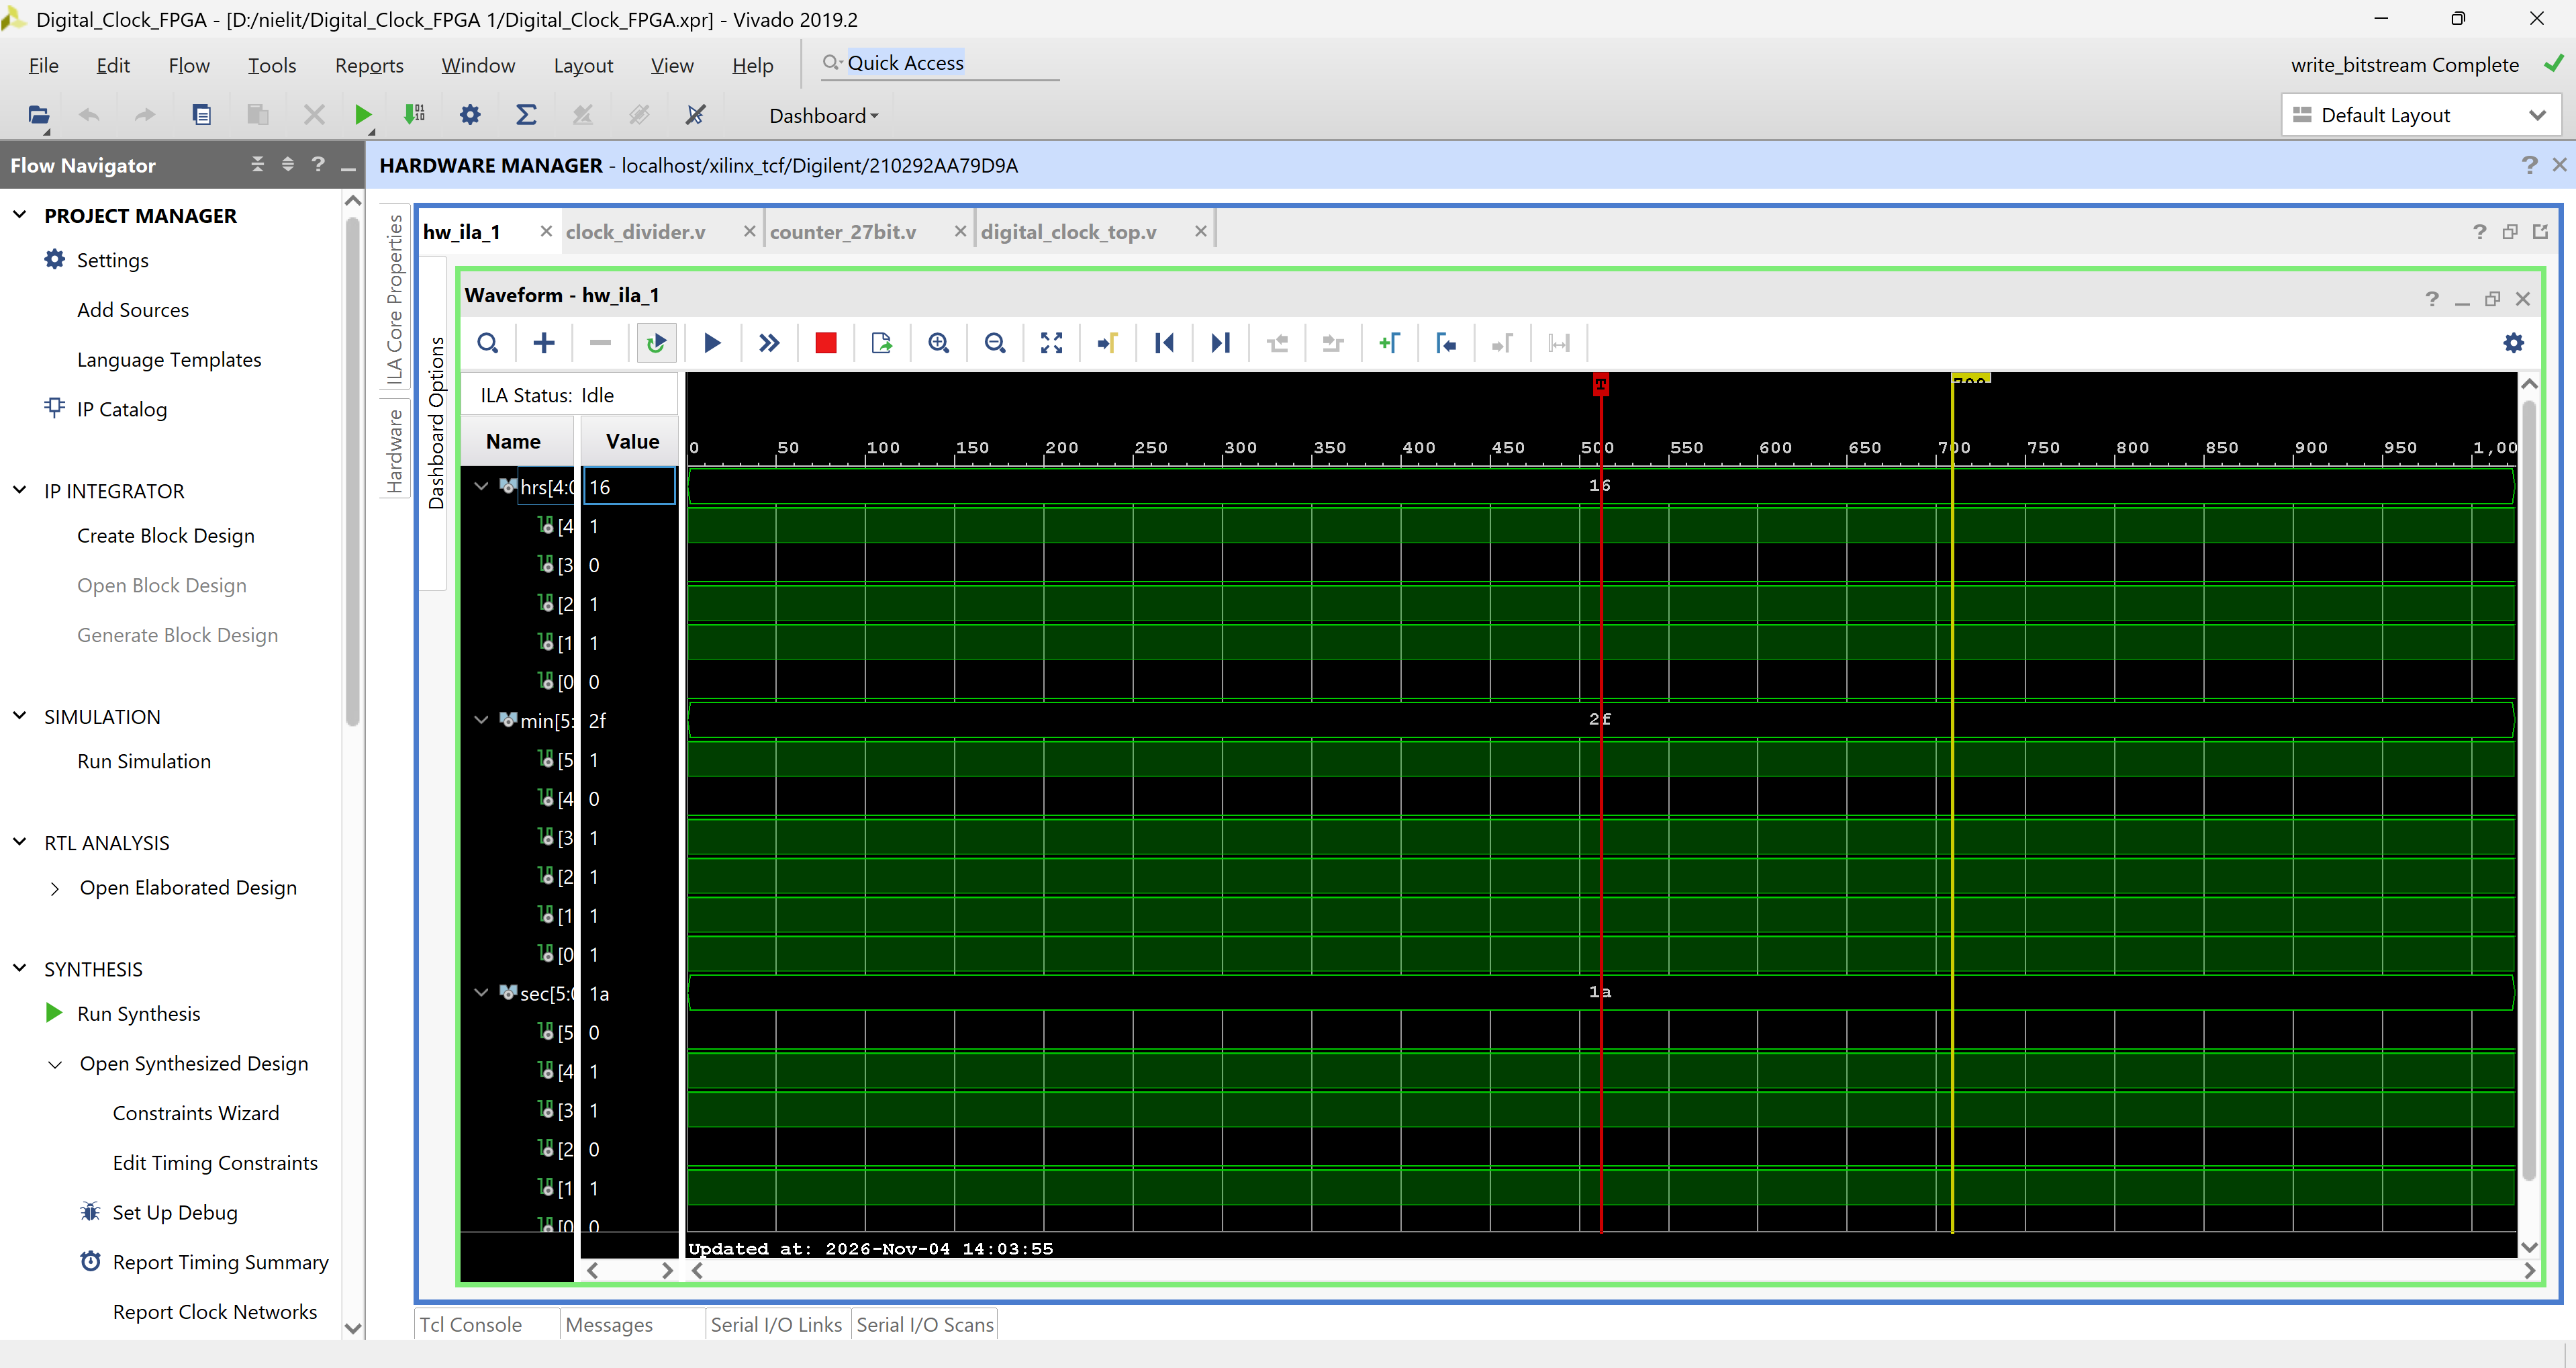 Digital_Clock_FPGA - [D:/nielit/Digital_Clock_FPGA 1/Digital_Clock_FPGA.xpr] - Vivado 2019.2
File Edit Flow Tools Reports Window Layout View Help Quick Access
write_bitstream Complete
Dashboard
Default Layout
Flow Navigator
HARDWARE MANAGER - localhost/xilinx_tcf/Digilent/210292AA79D9A
PROJECT MANAGER
Settings
Add Sources
Language Templates
IP Catalog
IP INTEGRATOR
Create Block Design
Open Block Design
Generate Block Design
SIMULATION
Run Simulation
RTL ANALYSIS
Open Elaborated Design
SYNTHESIS
Run Synthesis
Open Synthesized Design
Constraints Wizard
Edit Timing Constraints
Set Up Debug
Report Timing Summary
Report Clock Networks
ILA Core Properties
Hardware
Dashboard Options
hw_ila_1 clock_divider.v counter_27bit.v digital_clock_top.v
Waveform - hw_ila_1
ILA Status: Idle
T
Name Value
0 50 100 150 200 250 300 350 400 450 500 550 600 650 700 750 800 850 900 950 1,00
hrs[4:0 16 16
[4 1
[3 0
[2 1
[1 1
[0 0
min[5: 2f 2f
[5 1
[4 0
[3 1
[2 1
[1 1
[0 1
sec[5:0 1a 1a
[5 0
[4 1
[3 1
[2 0
[1 1
[0 0
Updated at: 2026-Nov-04 14:03:55
Tcl Console Messages Serial I/O Links Serial I/O Scans